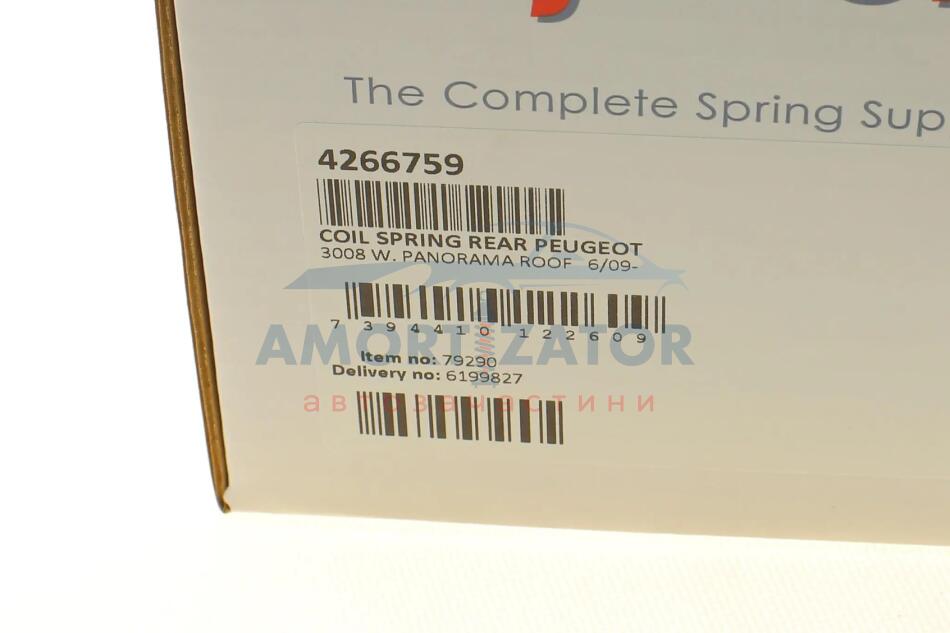 The Complete Spring Sup
4266759
COIL SPRING REAR PEUGEOT
3008 W. PANORAMA ROOF 6/09-
7 394410 122609
AMORTIZATOR
Item no: 79290
Delivery no: 6199827
автозапчастини